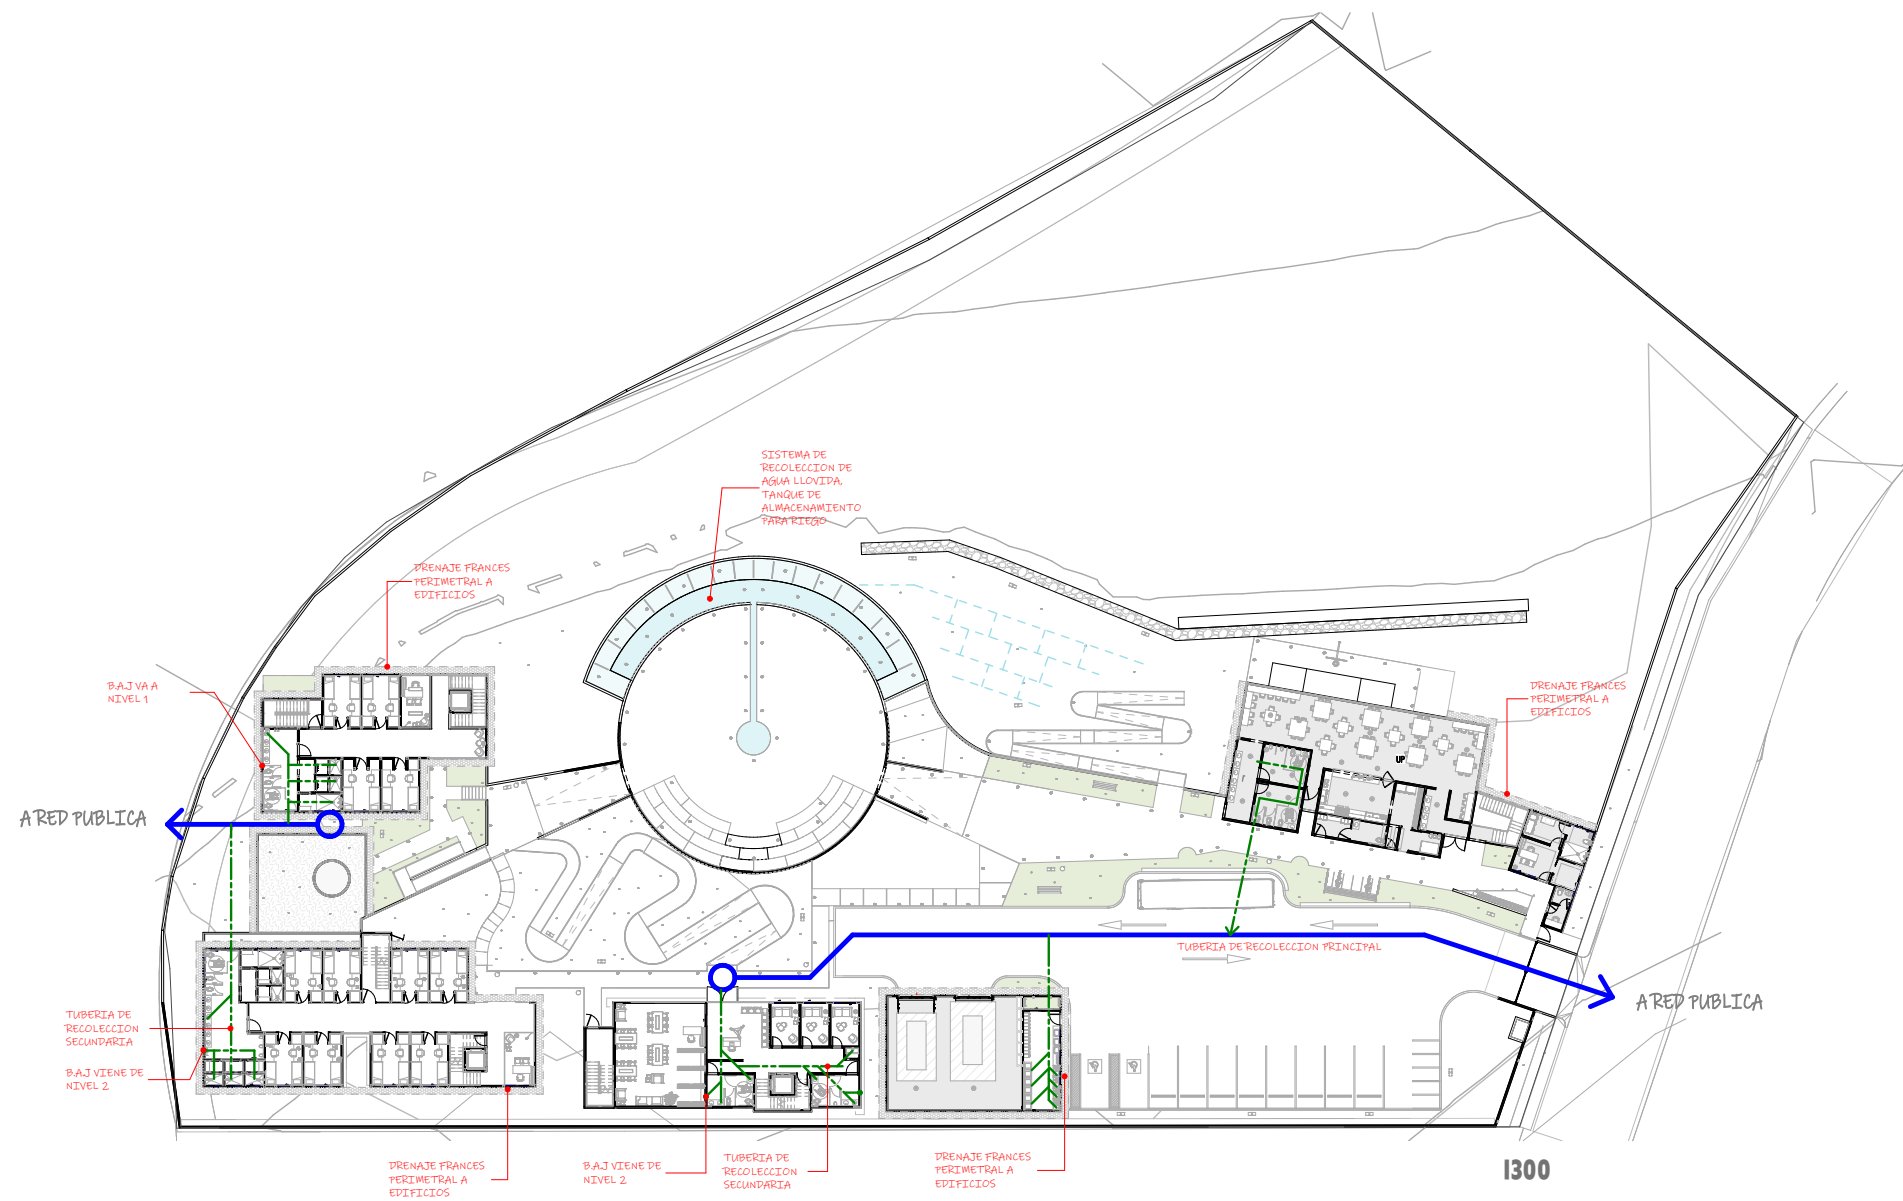 SISTEMA DE
RECOLECCION DE
AGUA LLOVIDA,
TANQUE DE
ALMACENAMIENTO
PARA RIEGO
DRENAJE FRANCES
PERIMETRAL A
EDIFICIOS
B.A.J VA A
NIVEL 1
DRENAJE FRANCES
PERIMETRAL A
EDIFICIOS
UP
A RED PUBLICA
TUBERIA DE RECOLECCION PRINCIPAL
A RED PUBLICA
TUBERIA DE
RECOLECCION
SECUNDARIA
B.A.J VIENE DE
NIVEL 2
DRENAJE FRANCES
PERIMETRAL A
EDIFICIOS
B.A.J VIENE DE
NIVEL 2
TUBERIA DE
RECOLECCION
SECUNDARIA
DRENAJE FRANCES
PERIMETRAL A
EDIFICIOS
1300